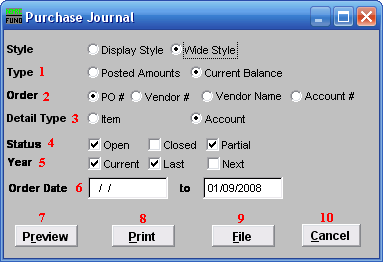 FUND Purchase Journal
Style Display Style Wide Style
Type 1 Posted Amounts Current Balance
Order 2 PO # Vendor # Vendor Name Account #
Detail Type 3 Item Account
Status 4 Open Closed Partial
Year 5 Current Last Next
Order Date 6 / / to 01/09/2008
7 8 9 10
Preview Print File Cancel